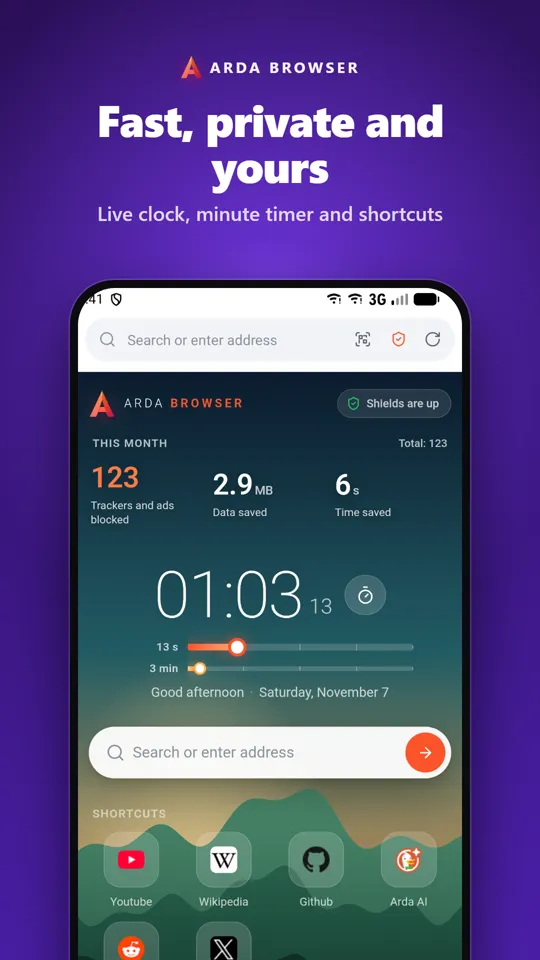 ARDA BROWSER
Fast, private and
yours
Live clock, minute timer and shortcuts
:41
3G
Search or enter address
ARDA BROWSER
Shields are up
THIS MONTH
Total: 123
123
2.9 MB
6 s
Trackers and ads
blocked
Data saved
Time saved
01:03 13
13 s
3 min
Good afternoon · Saturday, November 7
Search or enter address
SHORTCUTS
W
Youtube
Wikipedia
Github
Arda AI
X